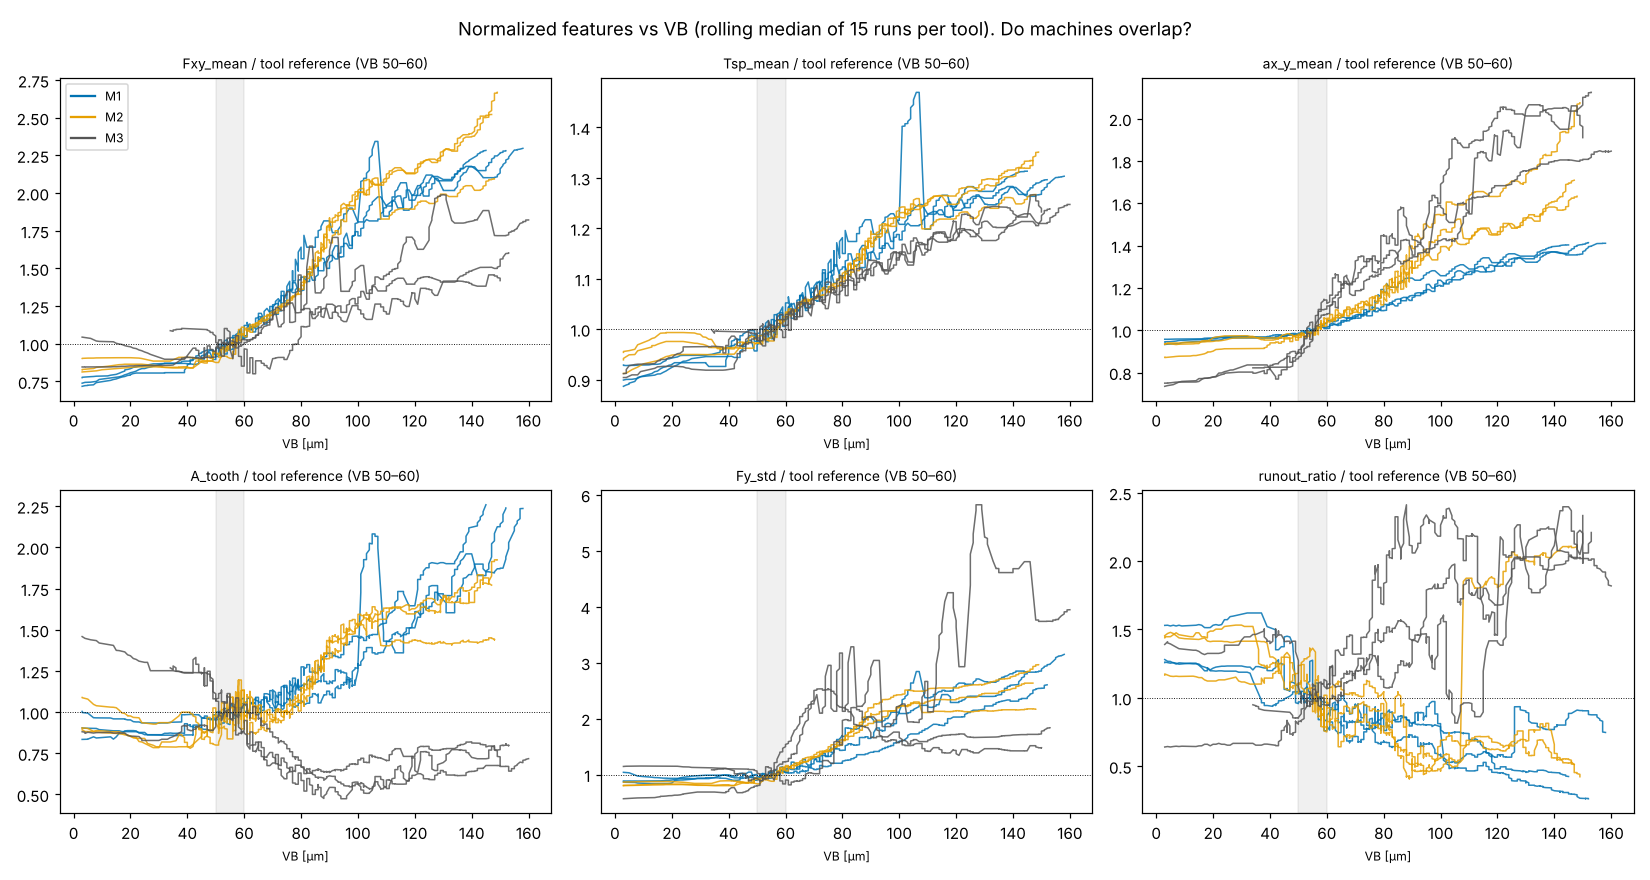 Normalized features vs VB (rolling median of 15 runs per tool). Do machines overlap?
Fxy_mean / tool reference (VB 50–60)
2.75
2.50
2.25
2.00
1.75
1.50
1.25
1.00
0.75
M1
M2
M3
0 20 40 60 80 100 120 140 160
VB [µm]
Tsp_mean / tool reference (VB 50–60)
1.4
1.3
1.2
1.1
1.0
0.9
0 20 40 60 80 100 120 140 160
VB [µm]
ax_y_mean / tool reference (VB 50–60)
2.0
1.8
1.6
1.4
1.2
1.0
0.8
0 20 40 60 80 100 120 140 160
VB [µm]
A_tooth / tool reference (VB 50–60)
2.25
2.00
1.75
1.50
1.25
1.00
0.75
0.50
0 20 40 60 80 100 120 140 160
VB [µm]
Fy_std / tool reference (VB 50–60)
6
5
4
3
2
1
0 20 40 60 80 100 120 140 160
VB [µm]
runout_ratio / tool reference (VB 50–60)
2.5
2.0
1.5
1.0
0.5
0 20 40 60 80 100 120 140 160
VB [µm]